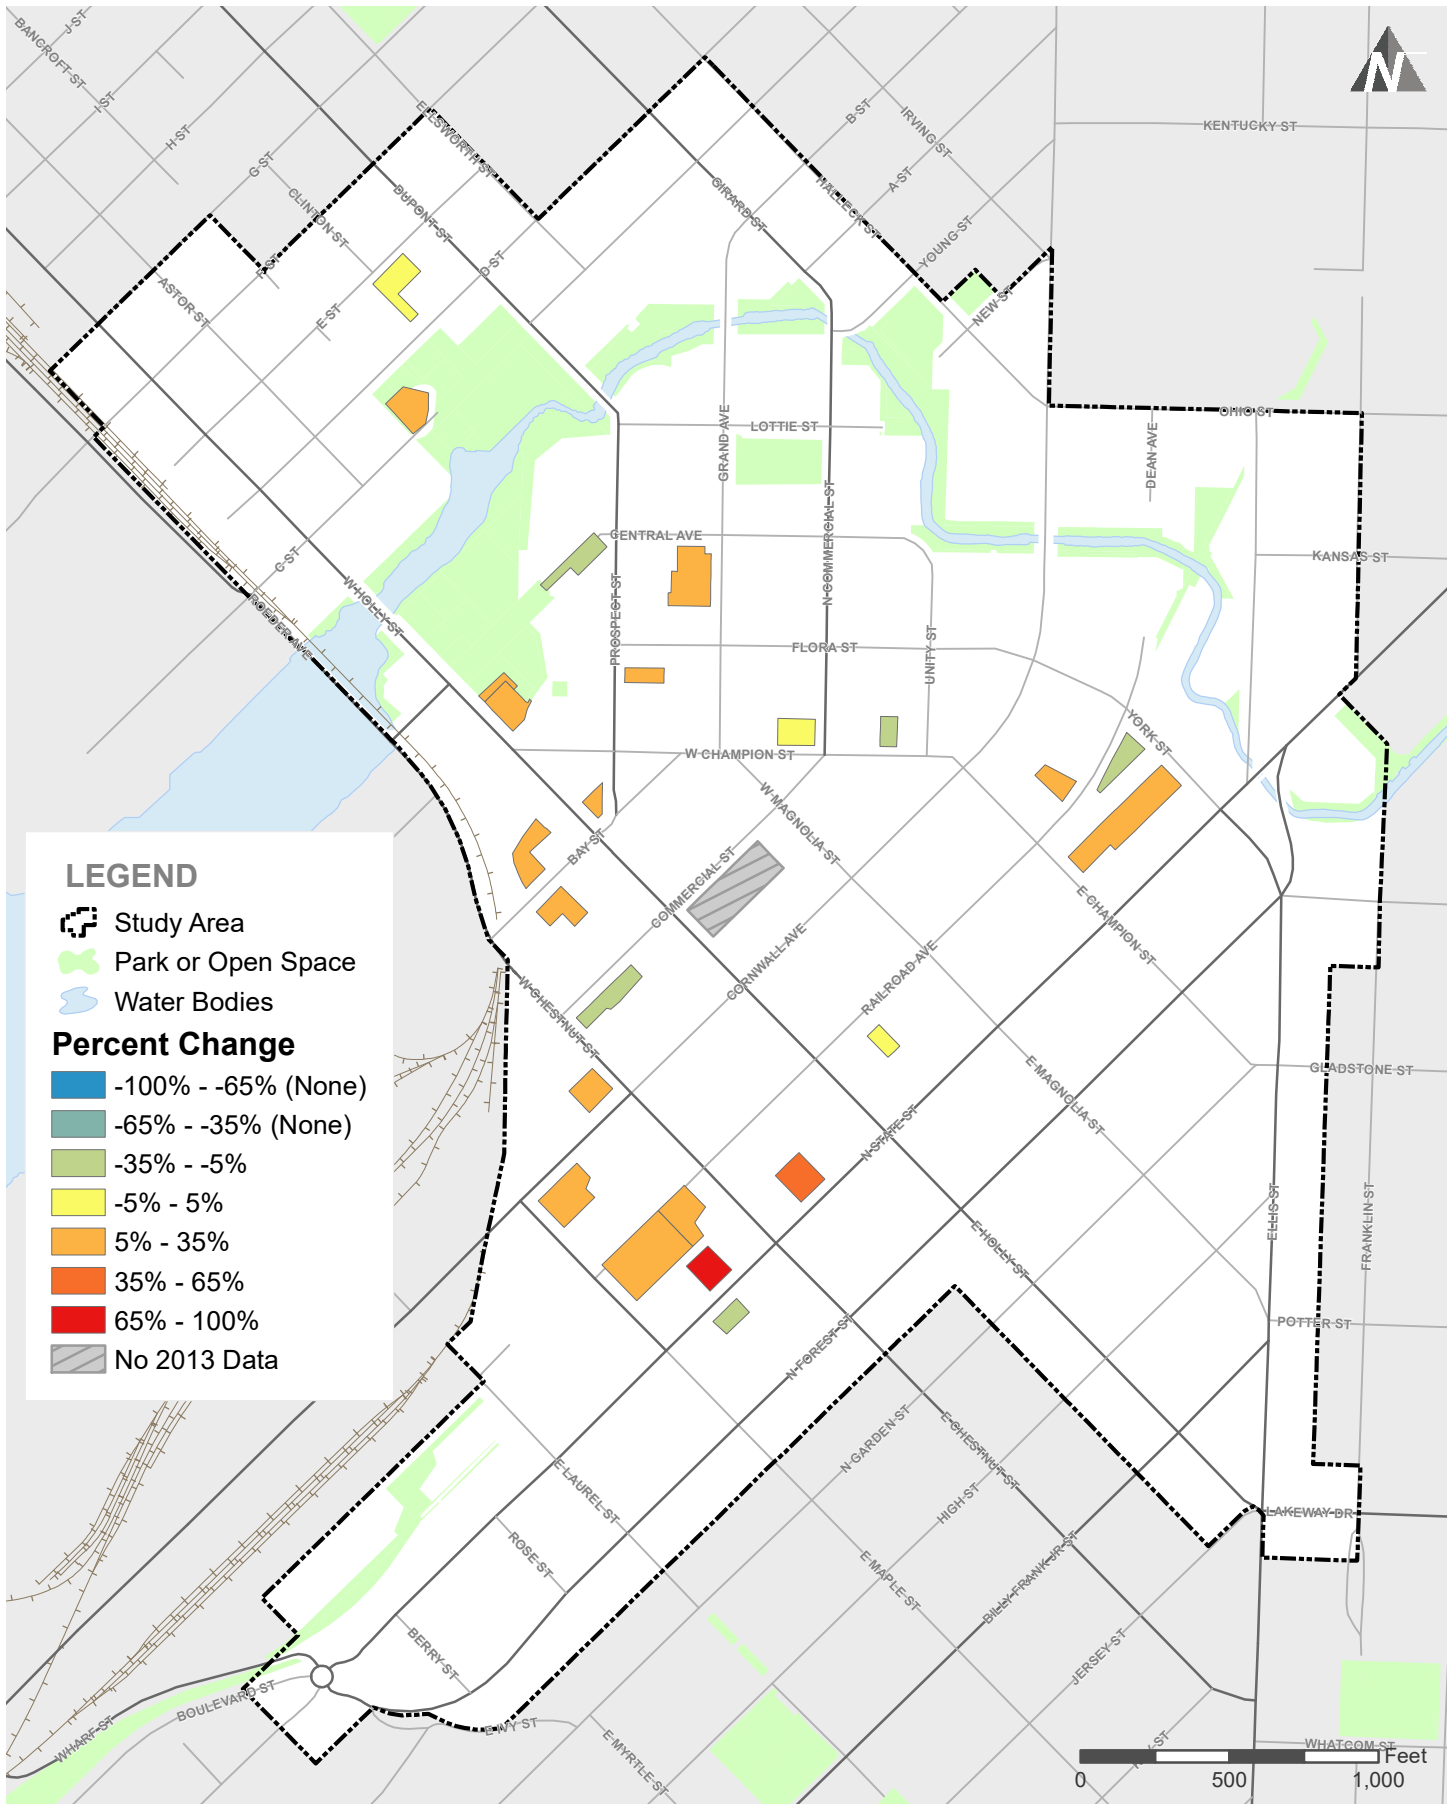 J ST
BANCROFT ST
I ST
H ST
G ST
ELLSWORTH ST
CLINTON ST
DUPONT ST
F ST
ASTOR ST
E ST
D ST
GIRARD ST
HALLECK ST
B ST
IRVING ST
A ST
YOUNG ST
NEW ST
KENTUCKY ST
N
OHIO ST
DEAN AVE
LOTTIE ST
GRAND AVE
CENTRAL AVE
N COMMERCIAL ST
KANSAS ST
C ST
W HOLLY ST
ROEDER AVE
PROSPECT ST
FLORA ST
UNITY ST
YORK ST
W CHAMPION ST
W MAGNOLIA ST
BAY ST
COMMERCIAL ST
CORNWALL AVE
RAILROAD AVE
E CHAMPION ST
W CHESTNUT ST
E MAGNOLIA ST
GLADSTONE ST
N STATE ST
E HOLLY ST
ELLIS ST
FRANKLIN ST
POTTER ST
N FOREST ST
N GARDEN ST
E CHESTNUT ST
HIGH ST
LAKEWAY DR
E LAUREL ST
ROSE ST
E MAPLE ST
BILLY FRANK JR ST
BERRY ST
JERSEY ST
BOULEVARD ST
WHARF ST
E IVY ST
E MYRTLE ST
WHATCOM ST
LEGEND
Study Area
Park or Open Space
Water Bodies
Percent Change
-100% - -65% (None)
-65% - -35% (None)
-35% - -5%
-5% - 5%
5% - 35%
35% - 65%
65% - 100%
No 2013 Data
Feet
0 500 1,000